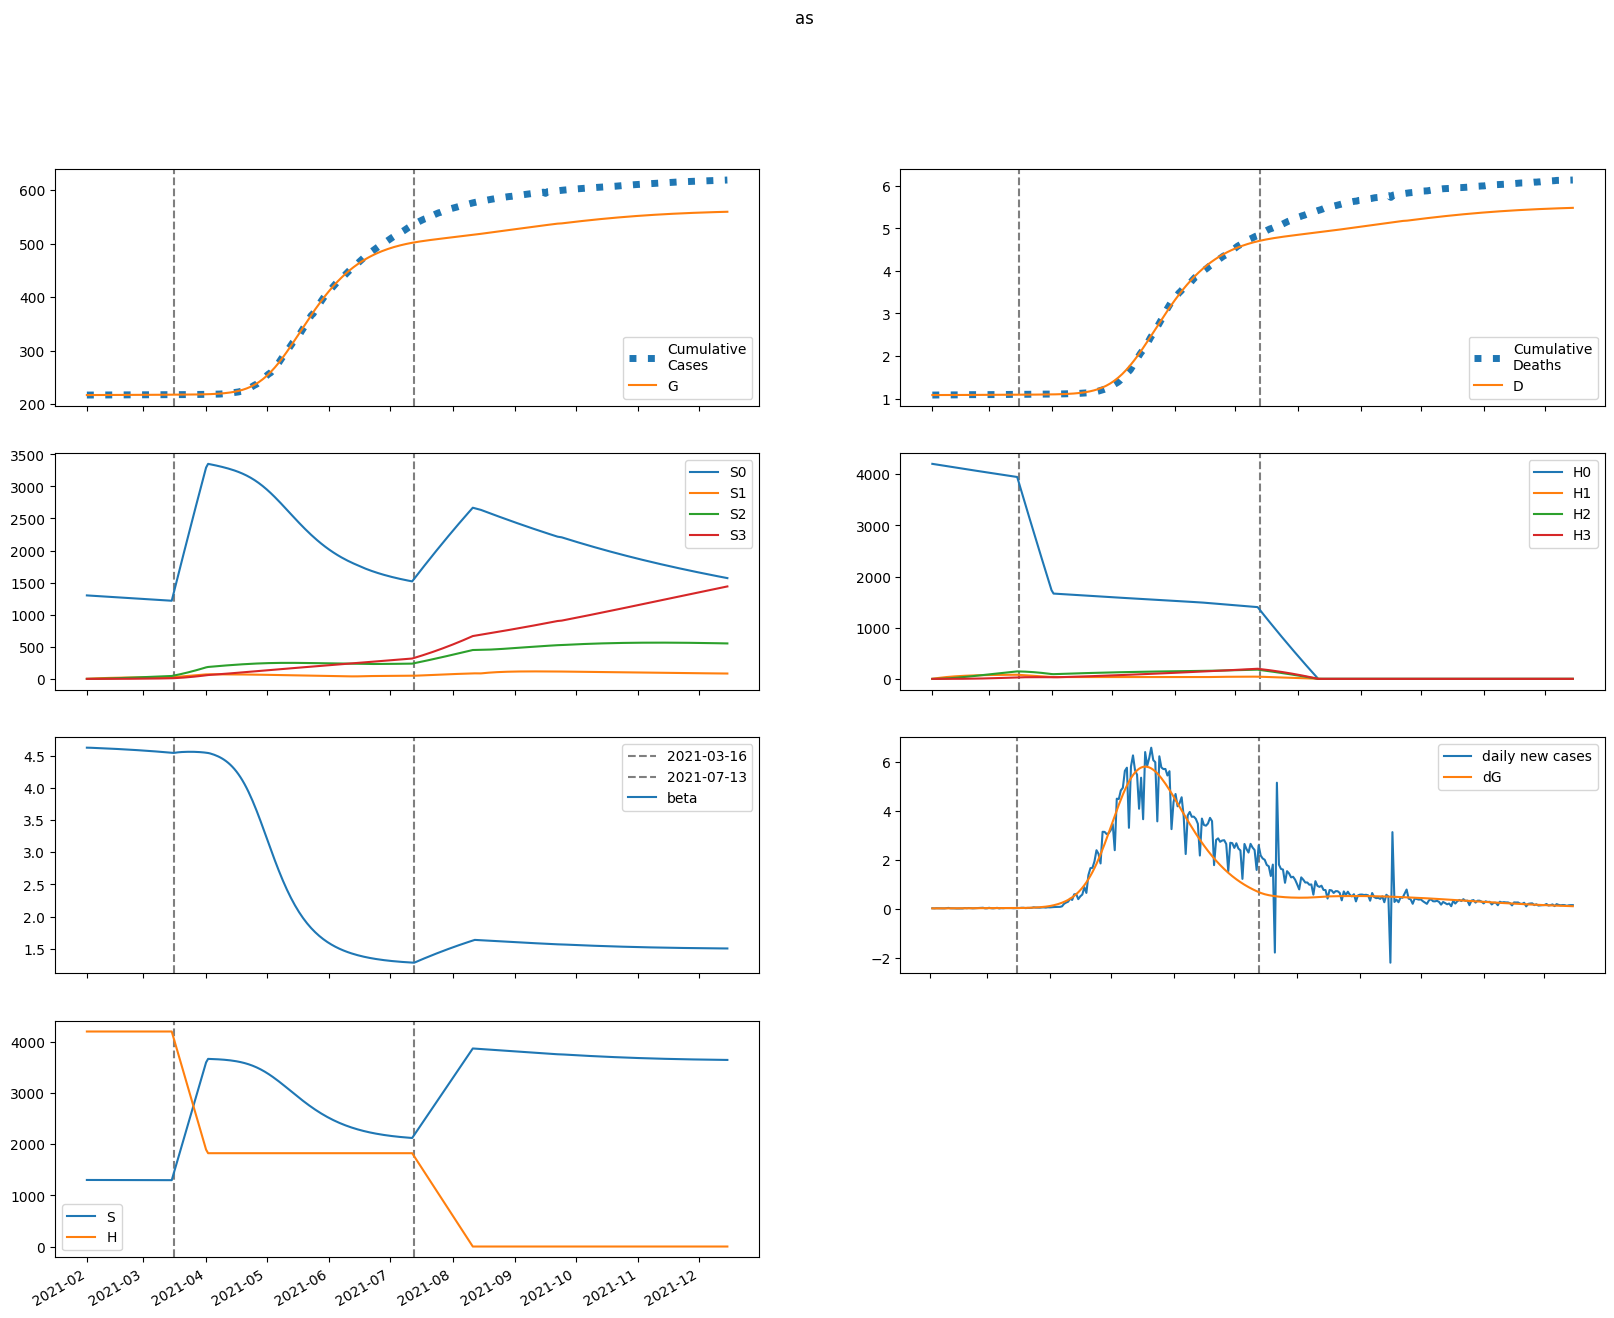 as
600
500
400
300
200
Cumulative
Cases
G
6
5
4
3
2
1
Cumulative
Deaths
D
3500
3000
2500
2000
1500
1000
500
0
S0
S1
S2
S3
4000
3000
2000
1000
0
H0
H1
H2
H3
4.5
4.0
3.5
3.0
2.5
2.0
1.5
2021-03-16
2021-07-13
beta
6
4
2
0
−2
daily new cases
dG
4000
3000
2000
1000
0
S
H
2021-02
2021-03
2021-04
2021-05
2021-06
2021-07
2021-08
2021-09
2021-10
2021-11
2021-12